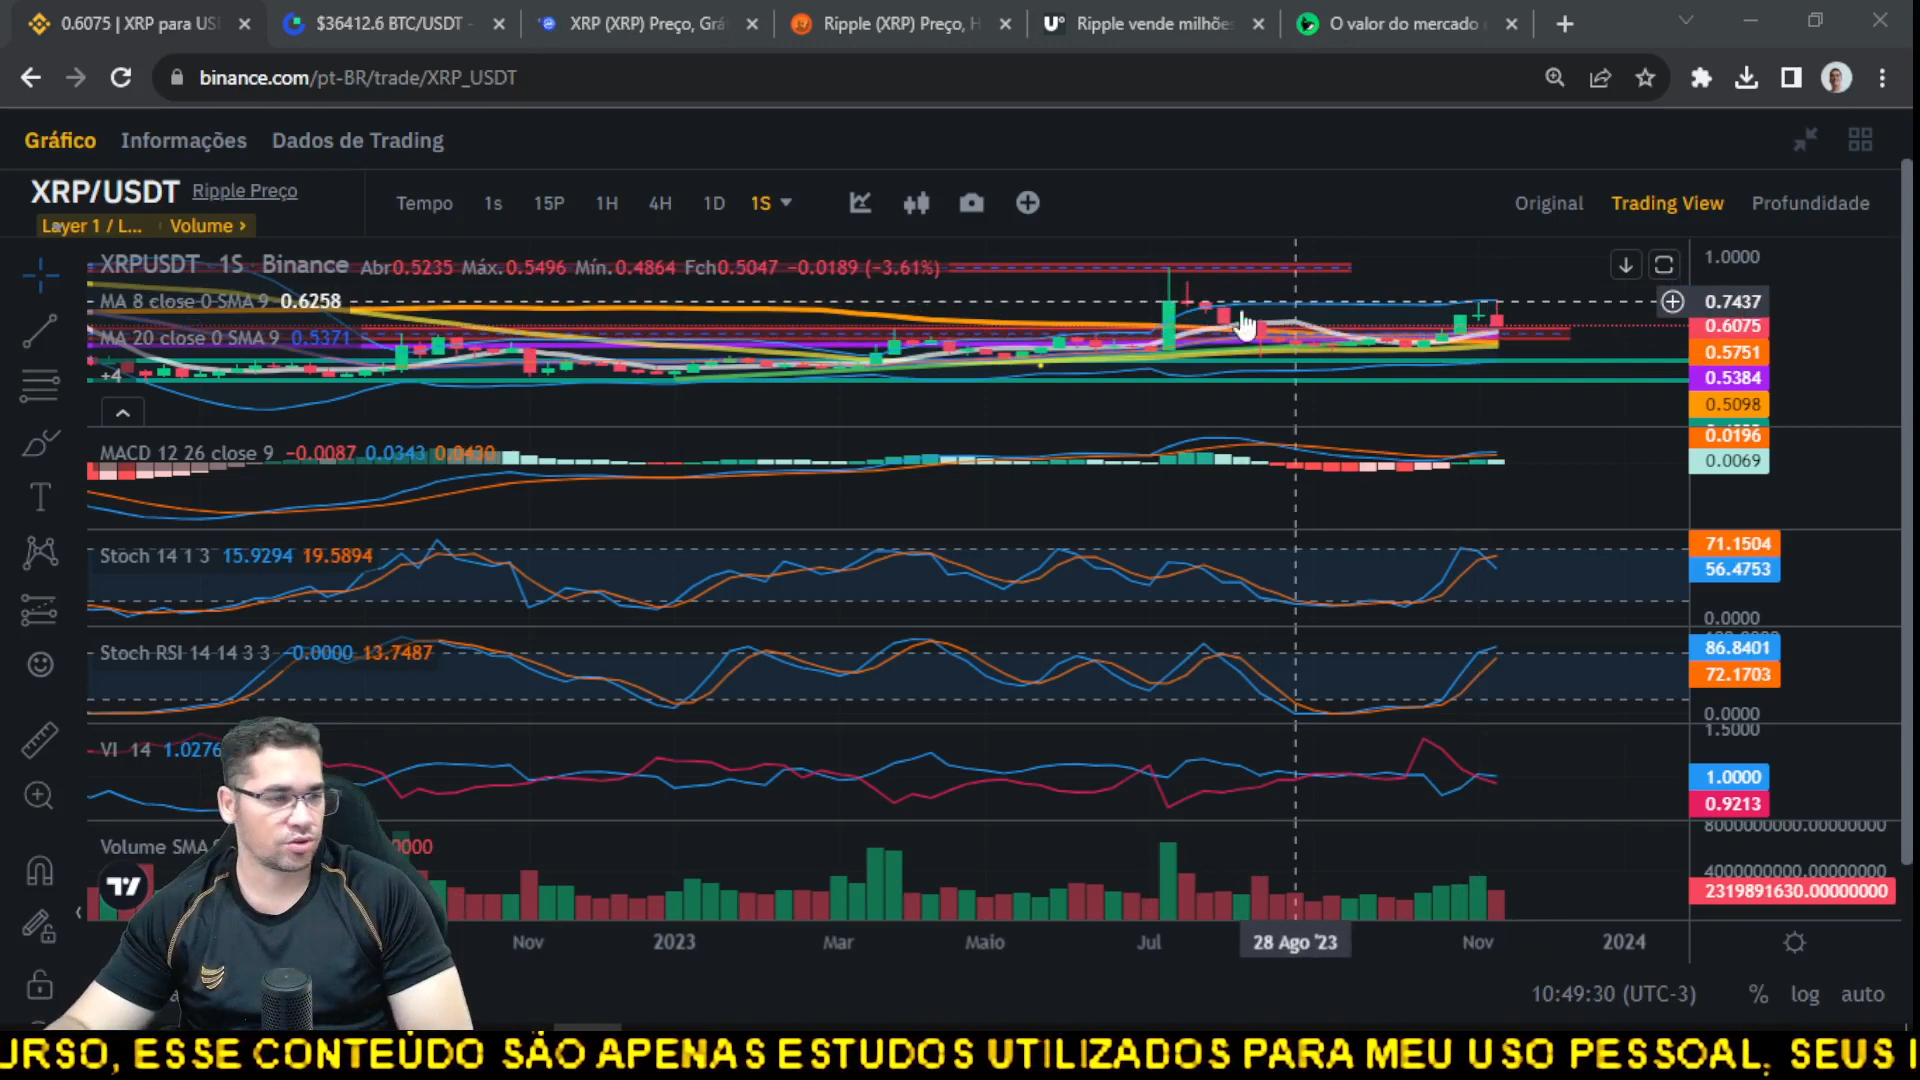 0.6075 | XRP para US
$36412.6 BTC/USDT -
XRP (XRP) Preço, Grá
Ripple (XRP) Preço, H
Ripple vende milhões
O valor do mercado
binance.com/pt-BR/trade/XRP_USDT
Gráfico Informações Dados de Trading
XRP/USDT Ripple Preço
Layer 1 / L... Volume >
Tempo 1s 15P 1H 4H 1D 1S
Original Trading View Profundidade
XRPUSDT 1S Binance Abr0.5235 Máx.0.5496 Mín.0.4864 Fch0.5047 −0.0189 (−3.61%)
1.0000
MA 8 close 0 SMA 9 0.6258
0.7437
0.6075
MA 20 close 0 SMA 9 0.5371
0.5751
+4
0.5384
0.5098
0.0196
MACD 12 26 close 9 −0.0087 0.0343 0.0430
0.0069
Stoch 14 1 3 15.9294 19.5894
71.1504
56.4753
0.0000
Stoch RSI 14 14 3 3 −0.0000 13.7487
86.8401
72.1703
0.0000
1.5000
VI 14 1.0276
1.0000
0.9213
Volume SMA
0000
8000000000.00000000
4000000000.00000000
2319891630.00000000
Nov 2023 Mar Maio Jul 28 Ago '23 Nov 2024
10:49:30 (UTC-3) % log auto
URSO, ESSE CONTEÚDO SÃO APENAS ESTUDOS UTILIZADOS PARA MEU USO PESSOAL, SEUS I